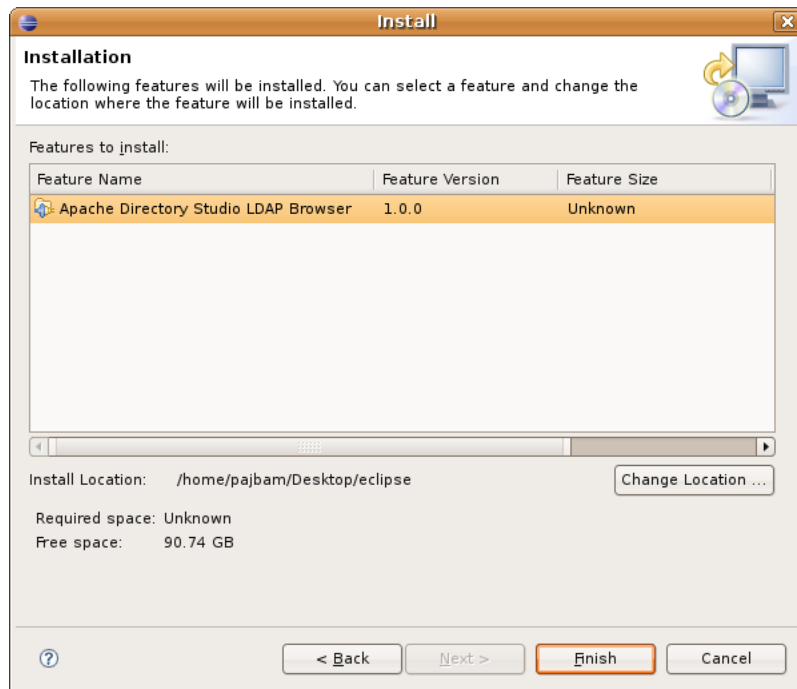 Install
Installation
The following features will be installed. You can select a feature and change the
location where the feature will be installed.
Features to install:
Feature Name Feature Version Feature Size
Apache Directory Studio LDAP Browser 1.0.0 Unknown
Install Location: /home/pajbam/Desktop/eclipse Change Location ...
Required space: Unknown
Free space: 90.74 GB
? < Back Next > Finish Cancel